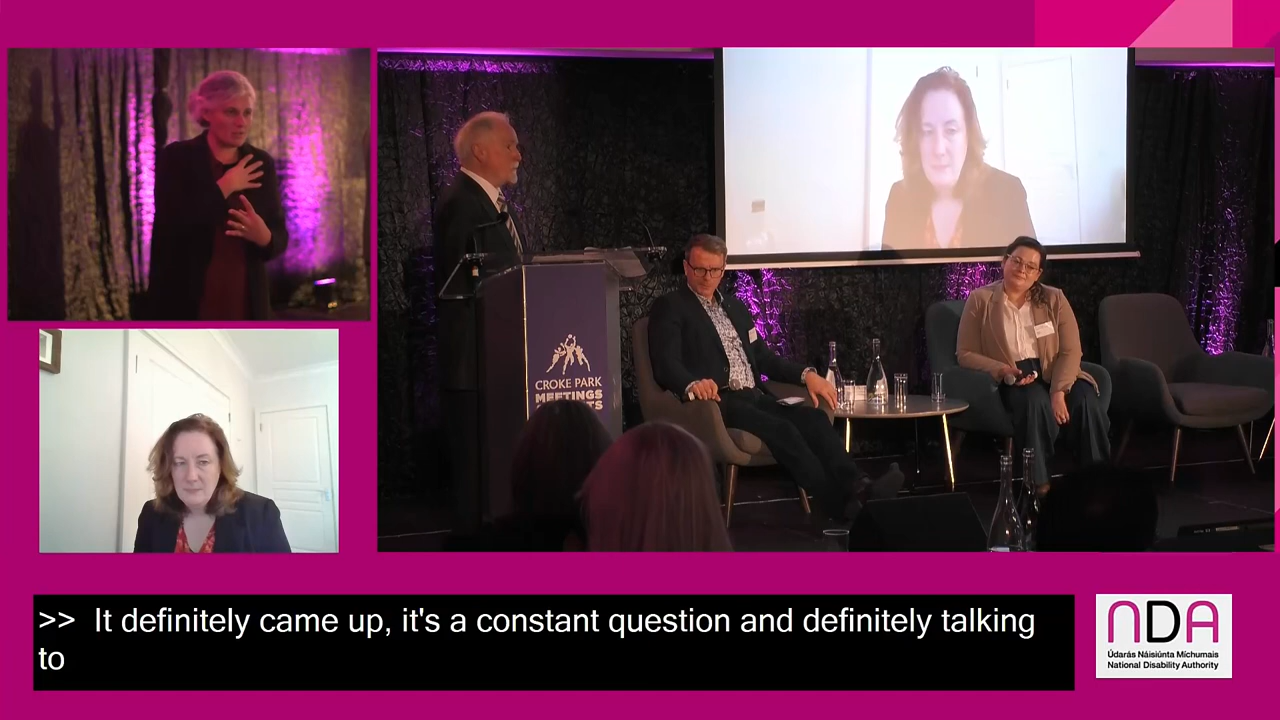 CROKE PARK
MEETINGS
>> It definitely came up, it's a constant question and definitely talking
to
NDA
Údarás Náisiúnta Míchumais
National Disability Authority